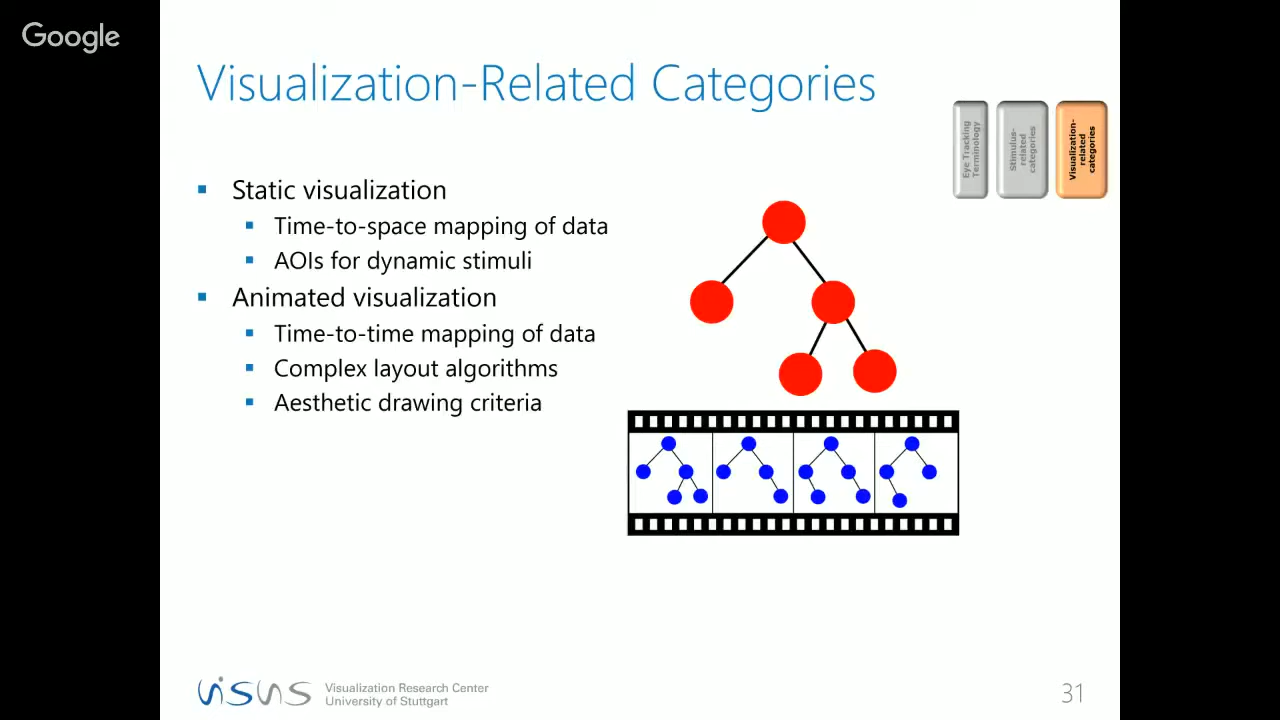 Google
Visualization-Related Categories
Eye Tracking
Terminology
Stimulus-
related
categories
Visualization-
related
categories
▪ Static visualization
▪ Time-to-space mapping of data
▪ AOIs for dynamic stimuli
▪ Animated visualization
▪ Time-to-time mapping of data
▪ Complex layout algorithms
▪ Aesthetic drawing criteria
visus
Visualization Research Center
University of Stuttgart
31